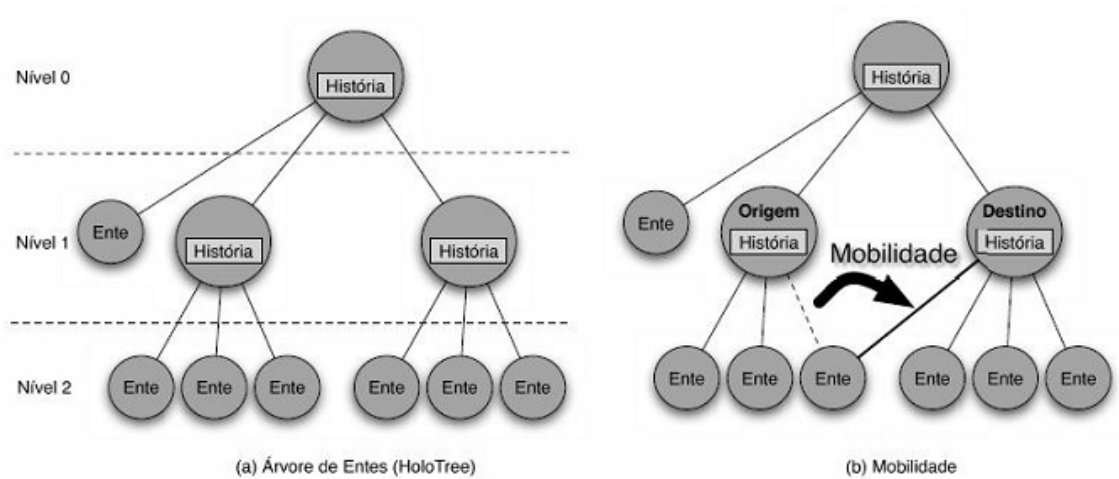 Nível 0
História
Nível 1
Ente
História
História
Nível 2
Ente
Ente
Ente
Ente
Ente
Ente
(a) Árvore de Entes (HoloTree)
História
Ente
Origem
História
Destino
História
Mobilidade
Ente
Ente
Ente
Ente
Ente
Ente
(b) Mobilidade